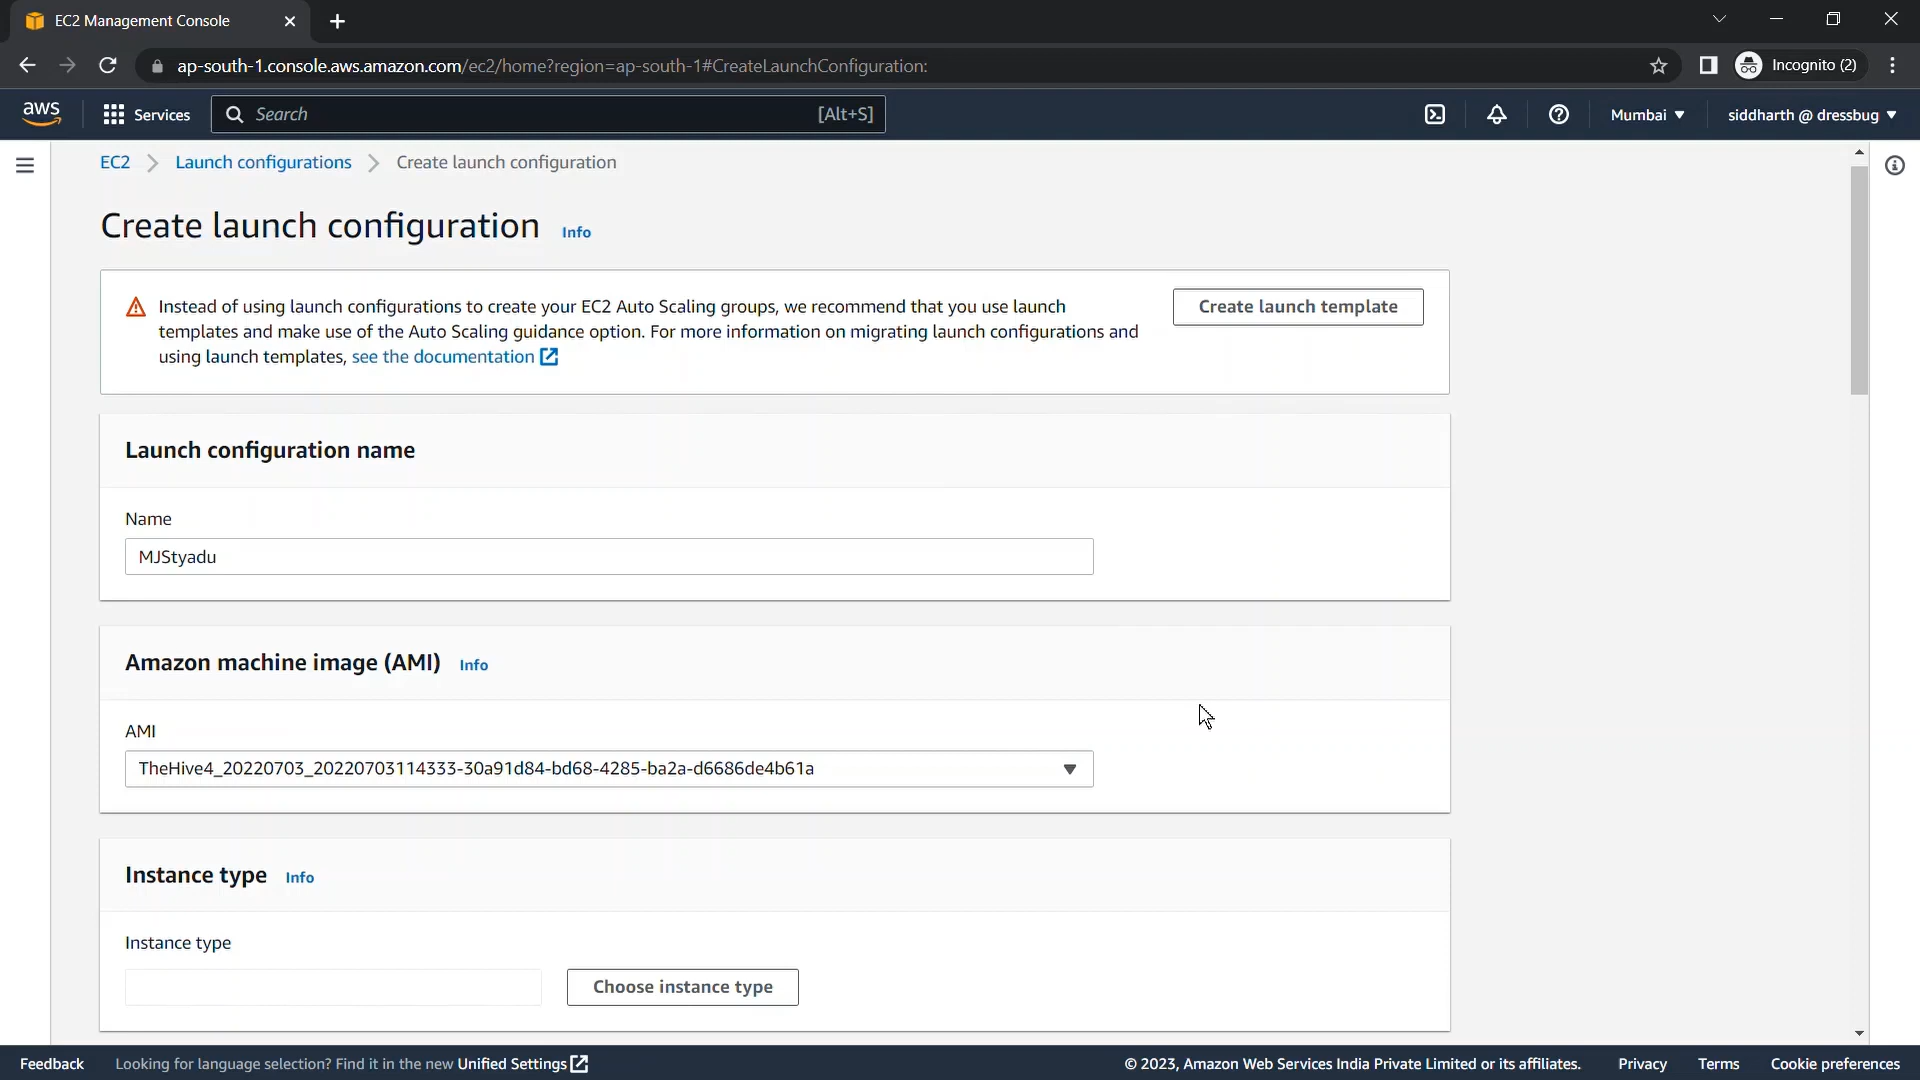 EC2 Management Console
ap-south-1.console.aws.amazon.com/ec2/home?region=ap-south-1#CreateLaunchConfiguration:
Incognito (2)
aws
Services
Search
[Alt+S]
Mumbai
siddharth @ dressbug
EC2
Launch configurations
Create launch configuration
Create launch configuration
Info
Instead of using launch configurations to create your EC2 Auto Scaling groups, we recommend that you use launch
templates and make use of the Auto Scaling guidance option. For more information on migrating launch configurations and
using launch templates, see the documentation
Create launch template
Launch configuration name
Name
MJStyadu
Amazon machine image (AMI)
Info
AMI
TheHive4_20220703_20220703114333-30a91d84-bd68-4285-ba2a-d6686de4b61a
Instance type
Info
Instance type
Choose instance type
Feedback
Looking for language selection? Find it in the new Unified Settings
© 2023, Amazon Web Services India Private Limited or its affiliates.
Privacy
Terms
Cookie preferences